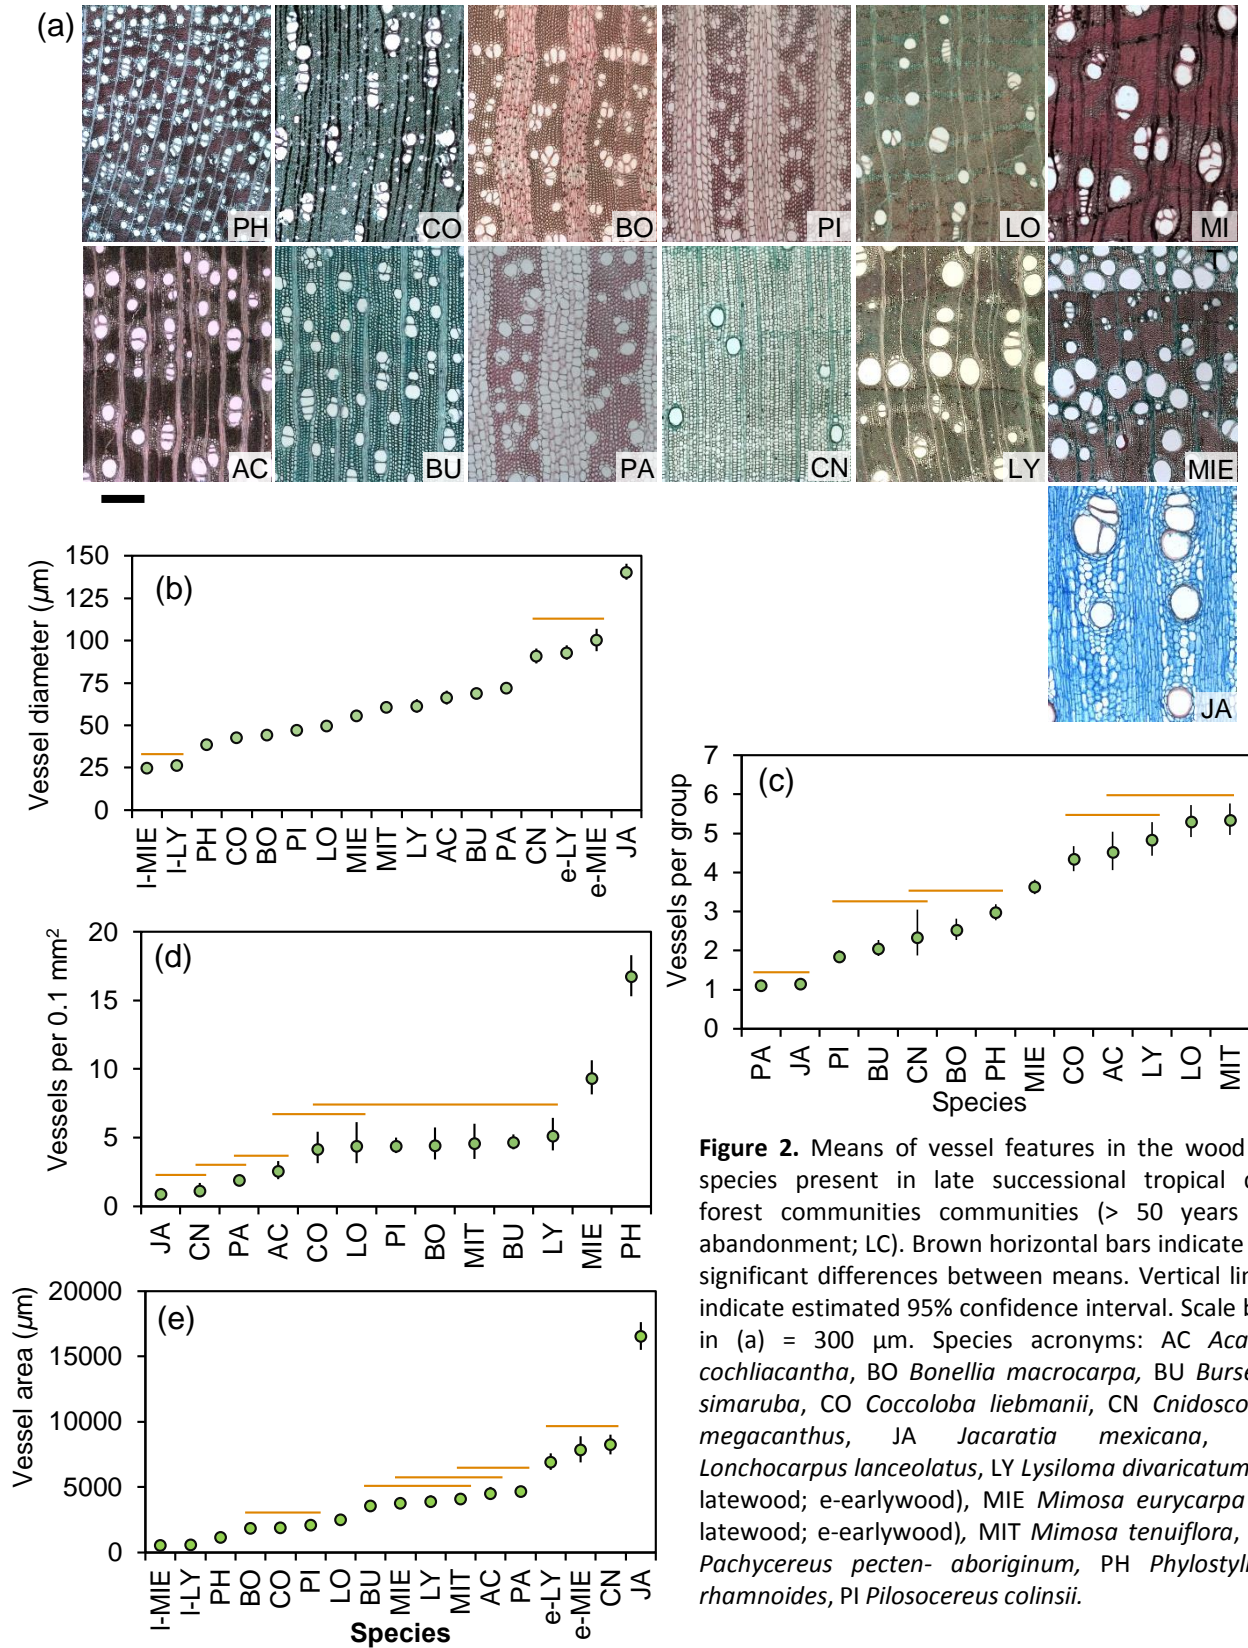 (a)
PH
CO
BO
PI
LO
MI
T
AC
BU
PA
CN
LY
MIE
JA
(b)
Vessel diameter (µm)
150
125
100
75
50
25
0
l-MIE
l-LY
PH
CO
BO
PI
LO
MIE
MIT
LY
AC
BU
PA
CN
e-LY
e-MIE
JA
(c)
Vessels per group
7
6
5
4
3
2
1
0
PA
JA
PI
BU
CN
BO
PH
MIE
CO
AC
LY
LO
MIT
Species
(d)
Vesssels per 0.1 mm²
20
15
10
5
0
JA
CN
PA
AC
CO
LO
PI
BO
MIT
BU
LY
MIE
PH
(e)
Vessel area (µm)
20000
15000
10000
5000
0
l-MIE
l-LY
PH
BO
CO
PI
LO
BU
MIE
LY
MIT
AC
PA
e-LY
e-MIE
CN
JA
Species
Figure 2. Means of vessel features in the wood
species present in late successional tropical
forest communities communities (> 50 years
abandonment; LC). Brown horizontal bars indicate
significant differences between means. Vertical
indicate estimated 95% confidence interval. Scale
in (a) = 300 µm. Species acronyms: AC
cochliacantha, BO Bonellia macrocarpa, BU
simaruba, CO Coccoloba liebmanii, CN
megacanthus, JA Jacaratia mexicana,
Lonchocarpus lanceolatus, LY Lysiloma divaricatum
latewood; e-earlywood), MIE Mimosa eurycarpa
latewood; e-earlywood), MIT Mimosa tenuiflora,
Pachycereus pecten- aboriginum, PH
rhamnoides, PI Pilosocereus colinsii.